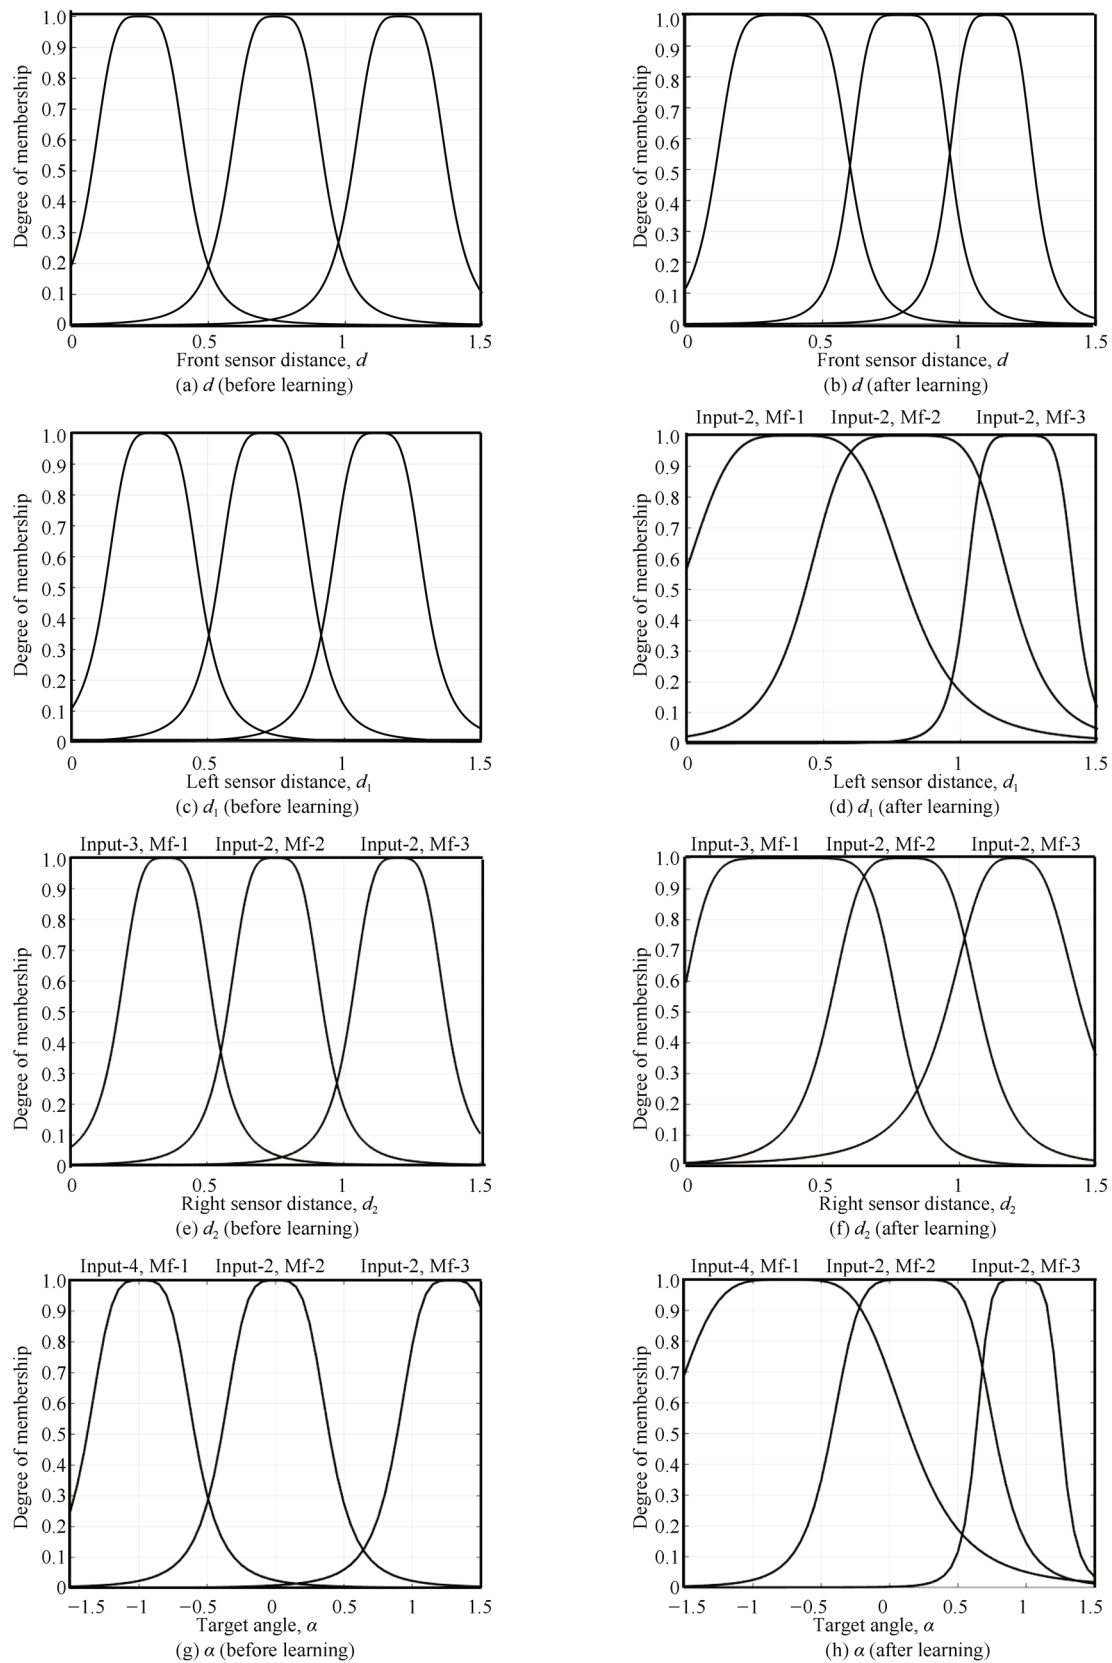 1.0
0.9
0.8
0.7
0.6
0.5
0.4
0.3
0.2
0.1
0
Degree of membership
0 0.5 1 1.5
Front sensor distance, d
(a) d (before learning)
1.0
0.9
0.8
0.7
0.6
0.5
0.4
0.3
0.2
0.1
0
Degree of membership
0 0.5 1 1.5
Front sensor distance, d
(b) d (after learning)
1.0
0.9
0.8
0.7
0.6
0.5
0.4
0.3
0.2
0.1
0
Degree of membership
0 0.5 1 1.5
Left sensor distance, d₁
(c) d₁ (before learning)
Input-2, Mf-1 Input-2, Mf-2 Input-2, Mf-3
1.0
0.9
0.8
0.7
0.6
0.5
0.4
0.3
0.2
0.1
0
Degree of membership
0 0.5 1 1.5
Left sensor distance, d₁
(d) d₁ (after learning)
Input-3, Mf-1 Input-2, Mf-2 Input-2, Mf-3
1.0
0.9
0.8
0.7
0.6
0.5
0.4
0.3
0.2
0.1
0
Degree of membership
0 0.5 1 1.5
Right sensor distance, d₂
(e) d₂ (before learning)
Input-3, Mf-1 Input-2, Mf-2 Input-2, Mf-3
1.0
0.9
0.8
0.7
0.6
0.5
0.4
0.3
0.2
0.1
0
Degree of membership
0 0.5 1 1.5
Right sensor distance, d₂
(f) d₂ (after learning)
Input-4, Mf-1 Input-2, Mf-2 Input-2, Mf-3
1.0
0.9
0.8
0.7
0.6
0.5
0.4
0.3
0.2
0.1
0
Degree of membership
−1.5 −1 −0.5 0 0.5 1 1.5
Target angle, α
(g) α (before learning)
Input-4, Mf-1 Input-2, Mf-2 Input-2, Mf-3
1.0
0.9
0.8
0.7
0.6
0.5
0.4
0.3
0.2
0.1
0
Degree of membership
−1.5 −1 −0.5 0 0.5 1 1.5
Target angle, α
(h) α (after learning)